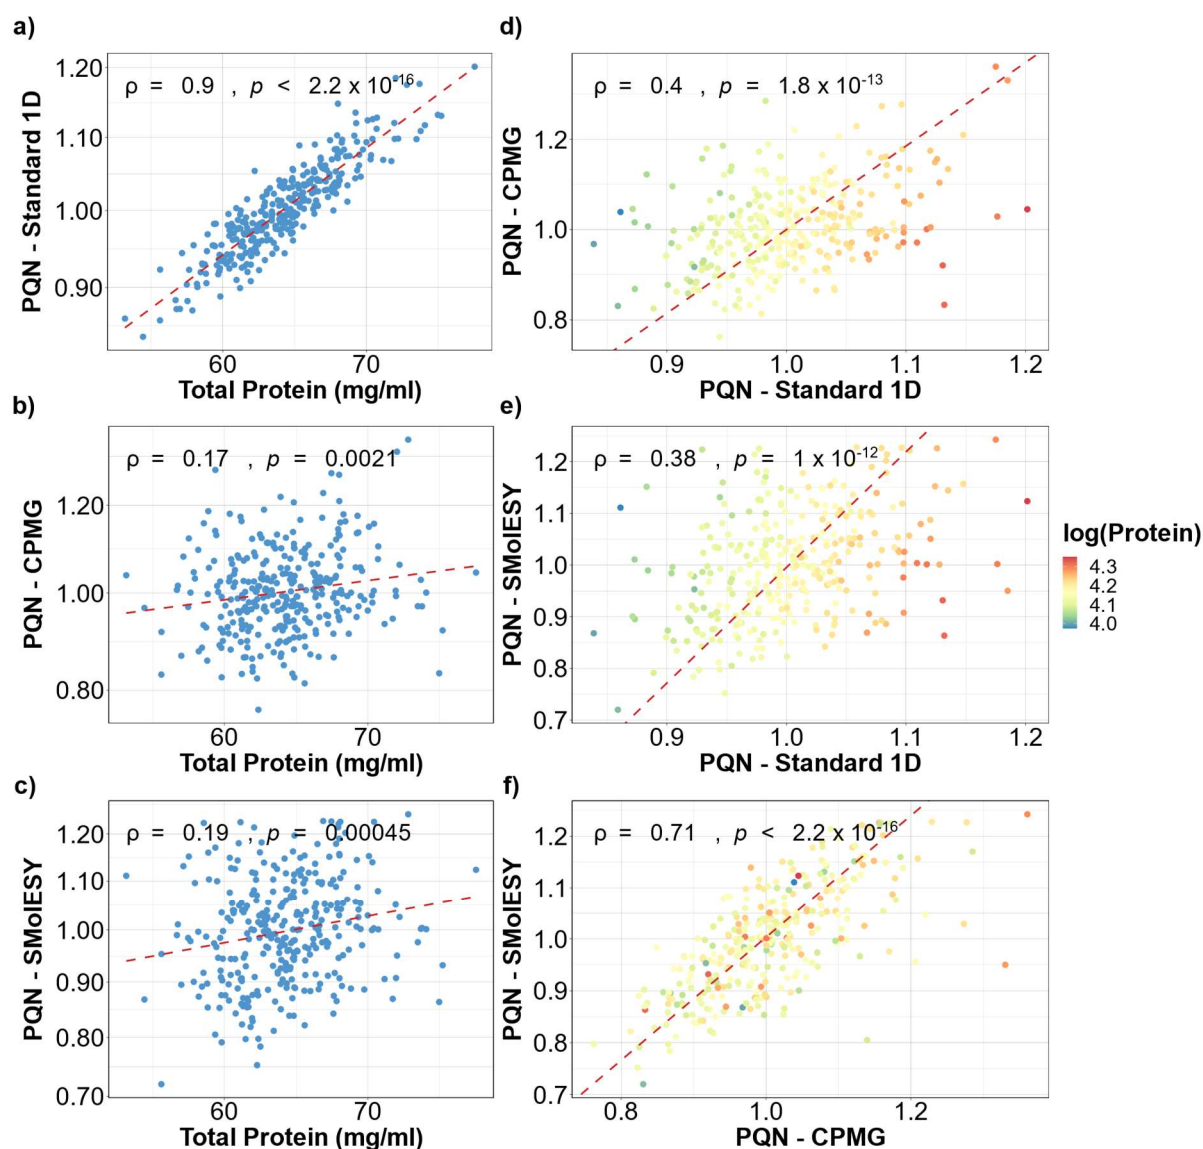 a)
ρ = 0.9 , p < 2.2 x 10-16
1.20
1.10
1.00
0.90
PQN - Standard 1D
60 70
Total Protein (mg/ml)
d)
ρ = 0.4 , p = 1.8 x 10-13
1.2
1.0
0.8
PQN - CPMG
0.9 1.0 1.1 1.2
PQN - Standard 1D
b)
ρ = 0.17 , p = 0.0021
1.20
1.00
0.80
PQN - CPMG
60 70
Total Protein (mg/ml)
e)
ρ = 0.38 , p = 1 x 10-12
1.2
1.1
1.0
0.9
0.8
0.7
PQN - SMolESY
0.9 1.0 1.1 1.2
PQN - Standard 1D
log(Protein)
4.3
4.2
4.1
4.0
c)
ρ = 0.19 , p = 0.00045
1.20
1.10
1.00
0.90
0.80
0.70
PQN - SMolESY
60 70
Total Protein (mg/ml)
f)
ρ = 0.71 , p < 2.2 x 10-16
1.2
1.1
1.0
0.9
0.8
0.7
PQN - SMolESY
0.8 1.0 1.2
PQN - CPMG